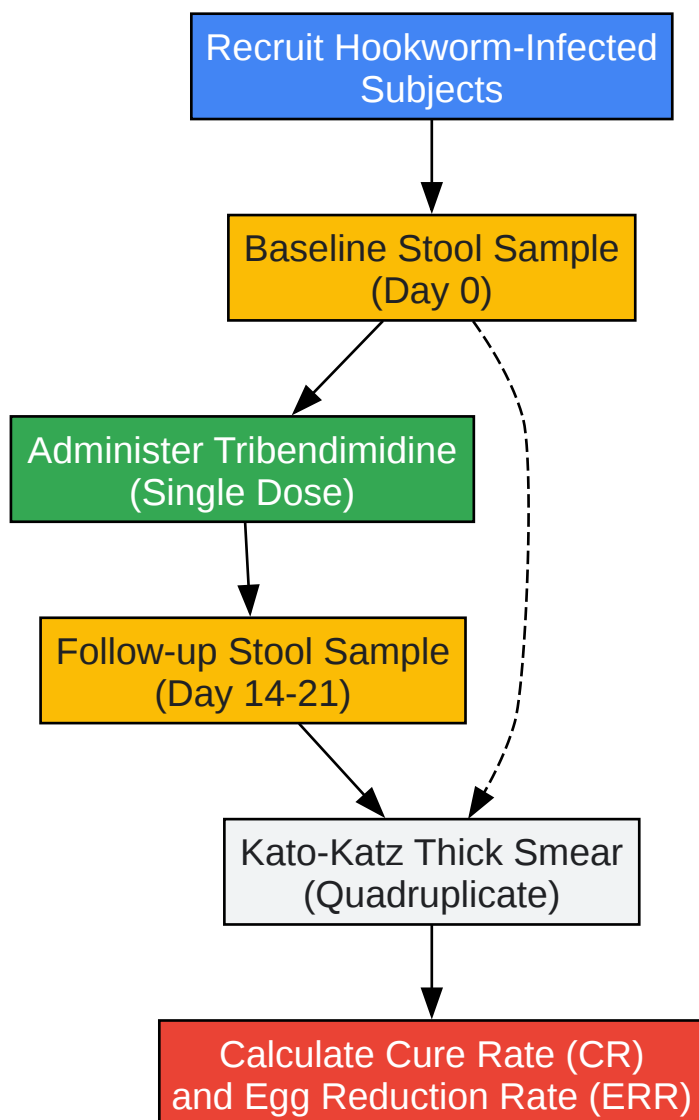 Recruit Hookworm-Infected
Subjects
Baseline Stool Sample
(Day 0)
Administer Tribendimidine
(Single Dose)
Follow-up Stool Sample
(Day 14-21)
Kato-Katz Thick Smear
(Quadruplicate)
Calculate Cure Rate (CR)
and Egg Reduction Rate (ERR)